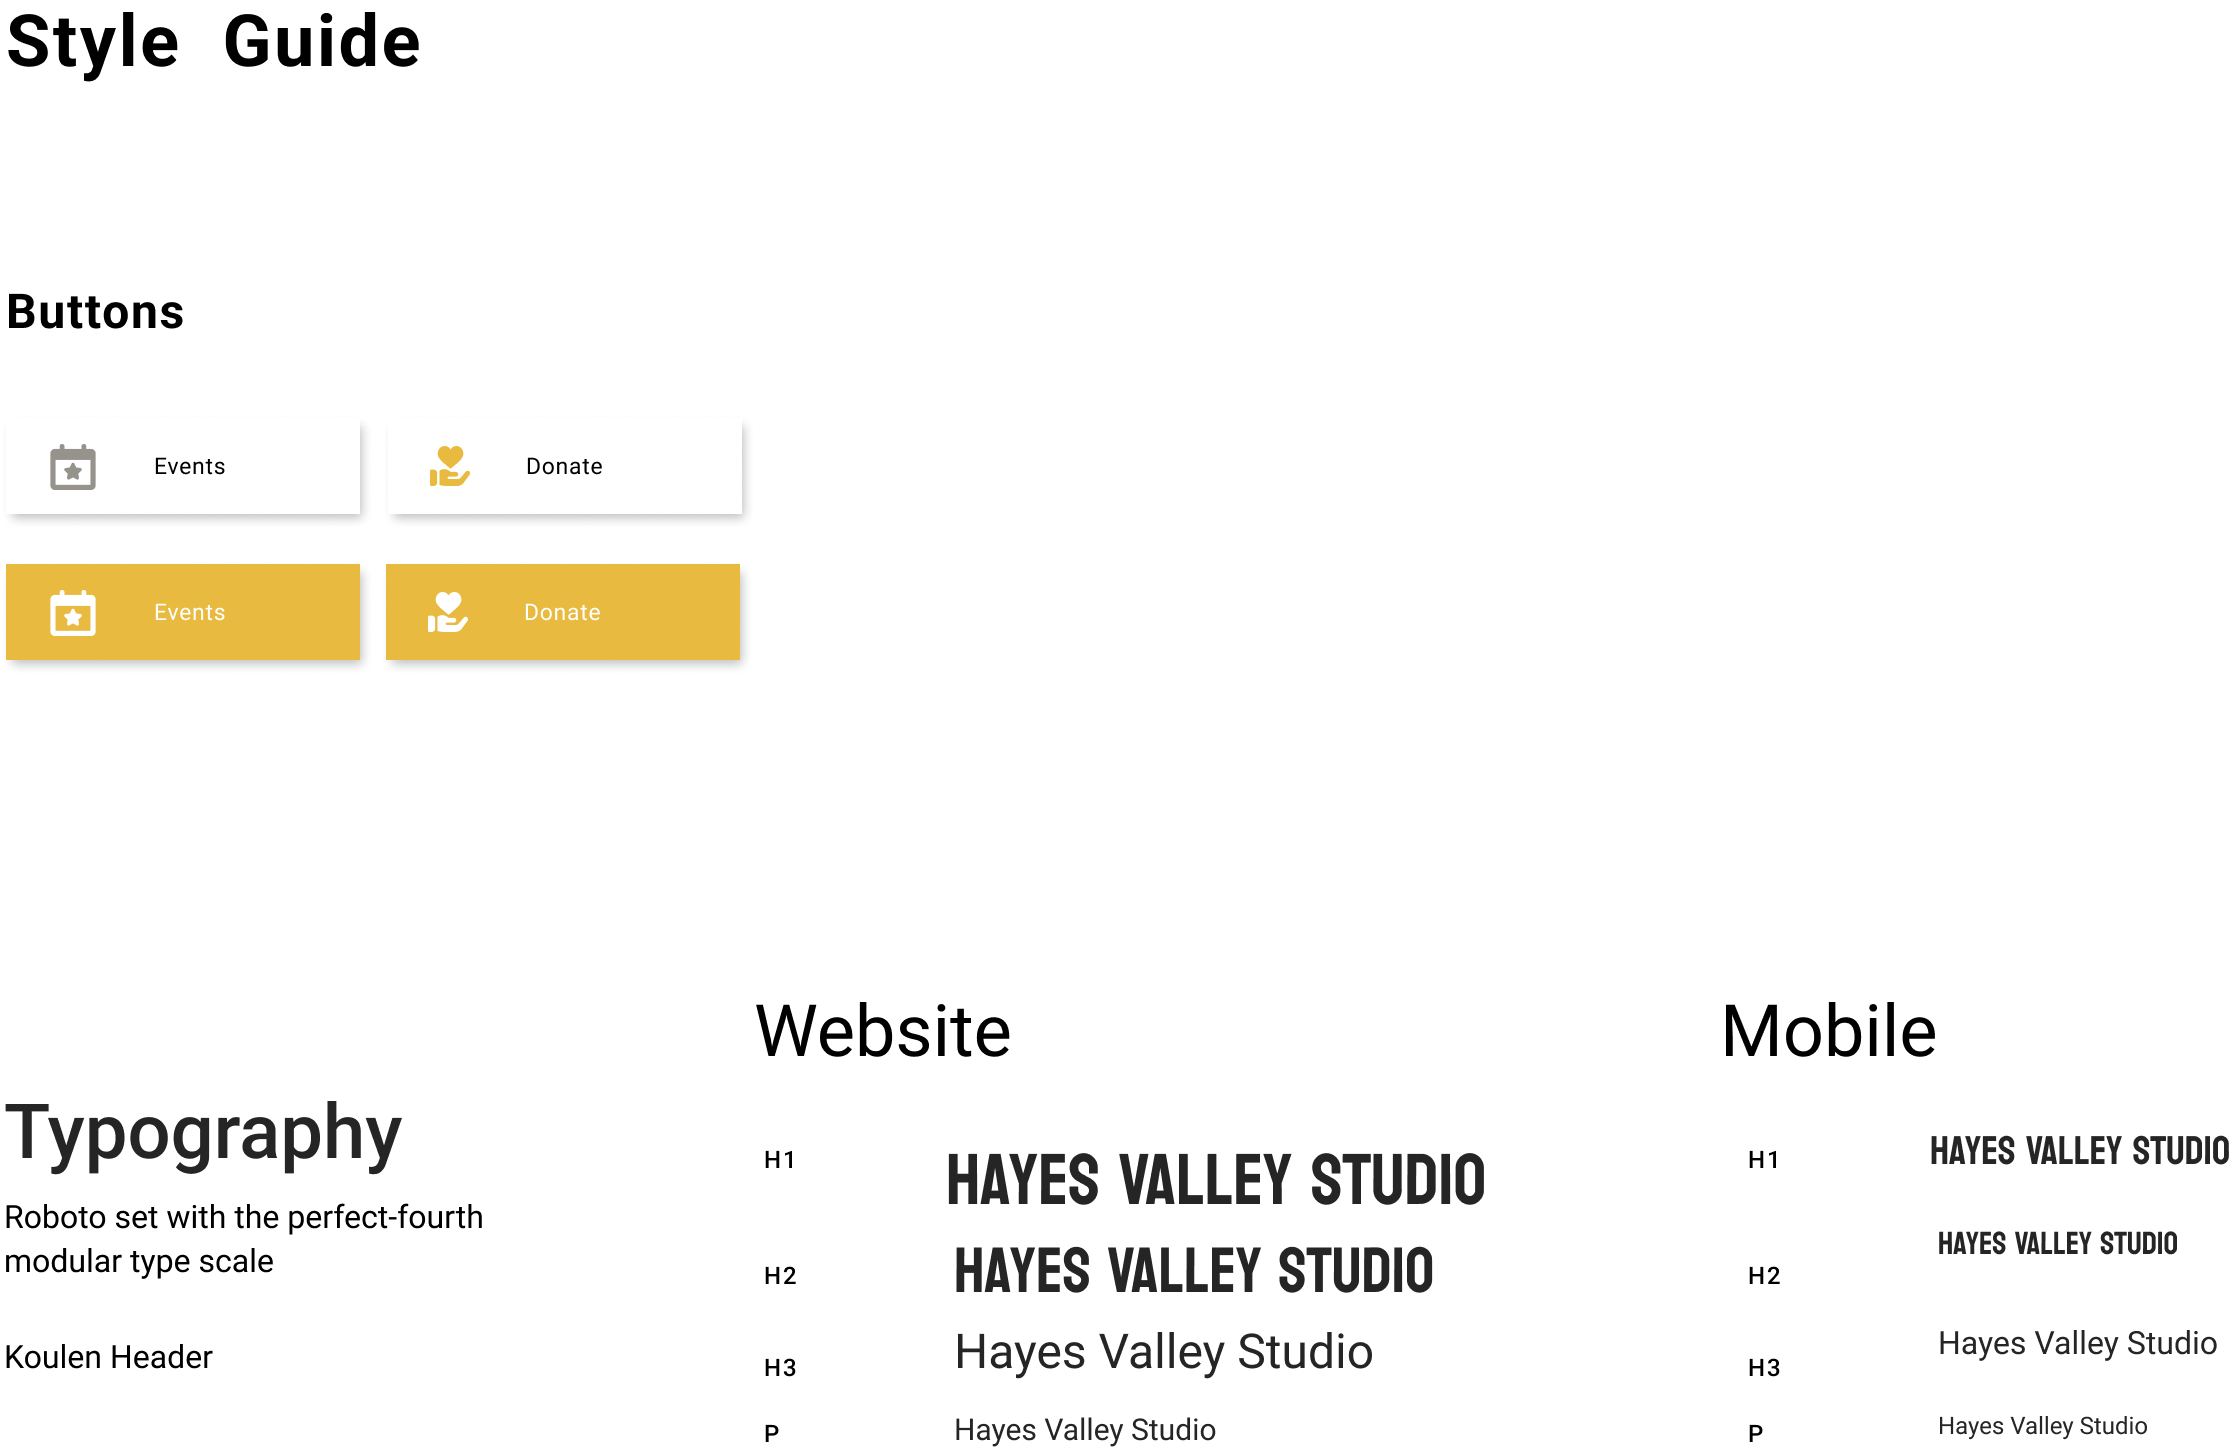 Style Guide
Buttons
Events
Donate
Events
Donate
Typography
Roboto set with the perfect-fourth
modular type scale
Koulen Header
Website
H1
HAYES VALLEY STUDIO
H2
HAYES VALLEY STUDIO
H3
Hayes Valley Studio
P
Hayes Valley Studio
Mobile
H1
HAYES VALLEY STUDIO
H2
HAYES VALLEY STUDIO
H3
Hayes Valley Studio
P
Hayes Valley Studio